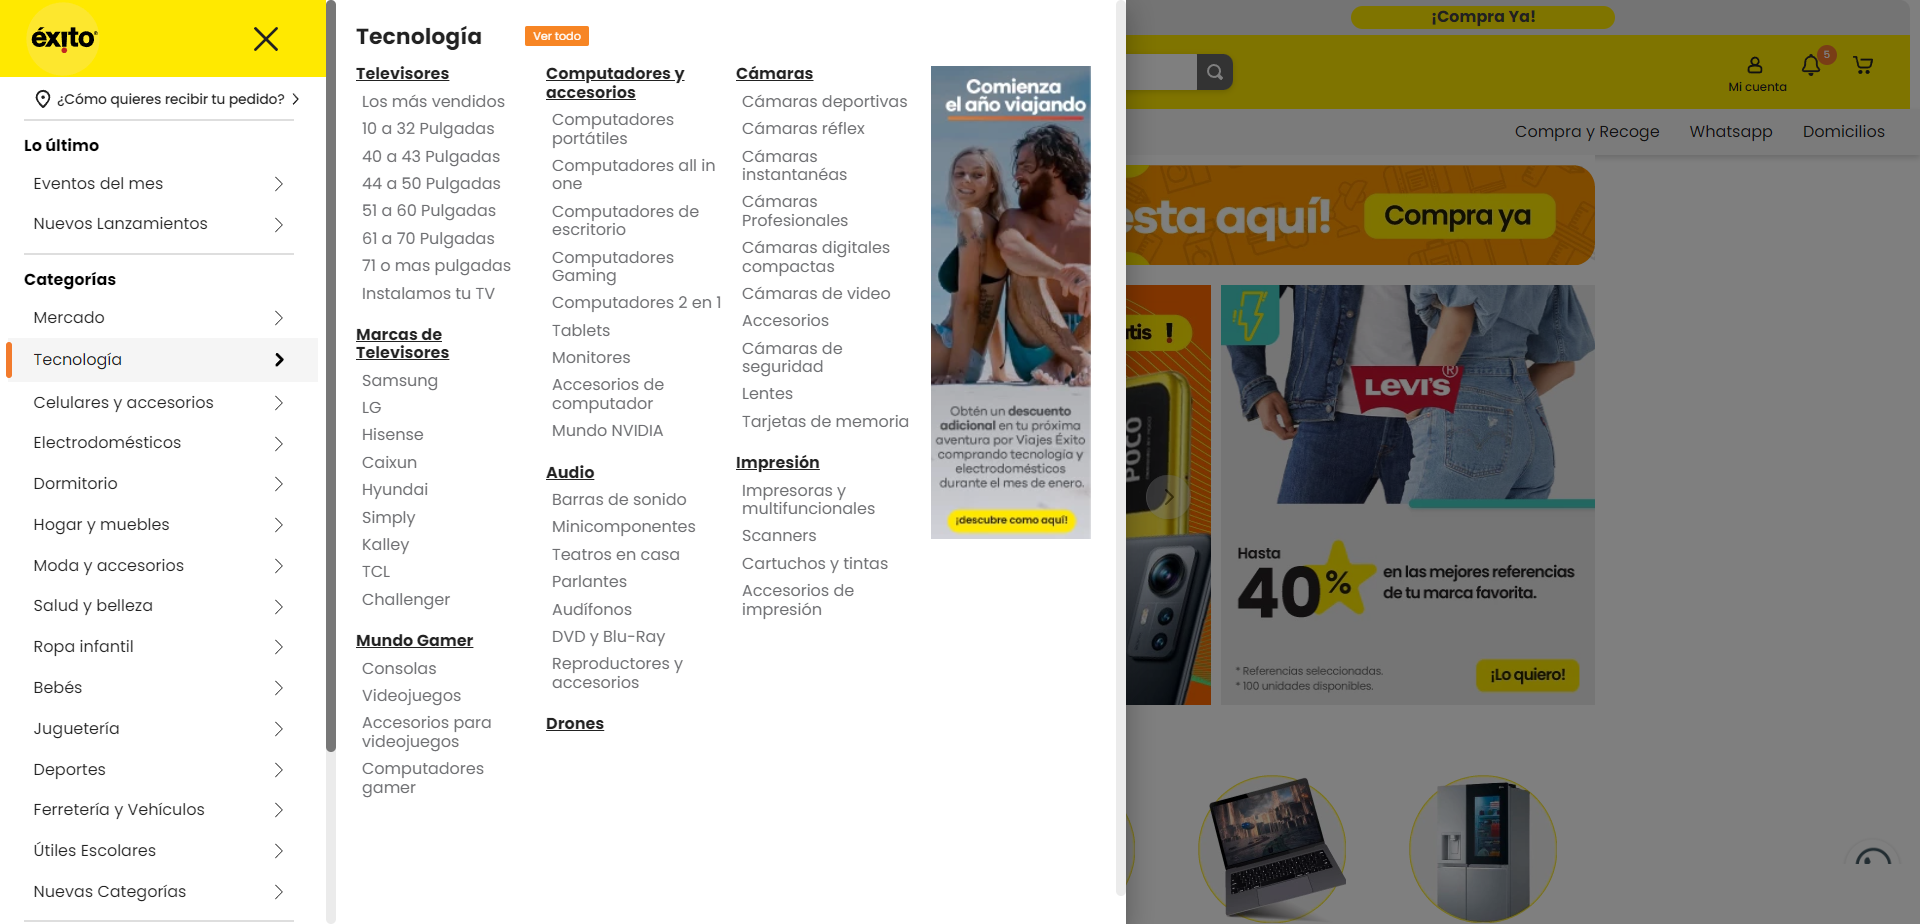 éxito
¿Cómo quieres recibir tu pedido?
Lo último
Eventos del mes
Nuevos Lanzamientos
Categorías
Mercado
Tecnología
Celulares y accesorios
Electrodomésticos
Dormitorio
Hogar y muebles
Moda y accesorios
Salud y belleza
Ropa infantil
Bebés
Juguetería
Deportes
Ferretería y Vehículos
Útiles Escolares
Nuevas Categorías
Tecnología
Ver todo
Televisores
Los más vendidos
10 a 32 Pulgadas
40 a 43 Pulgadas
44 a 50 Pulgadas
51 a 60 Pulgadas
61 a 70 Pulgadas
71 o mas pulgadas
Instalamos tu TV
Marcas de
Televisores
Samsung
LG
Hisense
Caixun
Hyundai
Simply
Kalley
TCL
Challenger
Mundo Gamer
Consolas
Videojuegos
Accesorios para
videojuegos
Computadores
gamer
Computadores y
accesorios
Computadores
portátiles
Computadores all in
one
Computadores de
escritorio
Computadores
Gaming
Computadores 2 en 1
Tablets
Monitores
Accesorios de
computador
Mundo NVIDIA
Audio
Barras de sonido
Minicomponentes
Teatros en casa
Parlantes
Audífonos
DVD y Blu-Ray
Reproductores y
accesorios
Drones
Cámaras
Cámaras deportivas
Cámaras réflex
Cámaras
instantanéas
Cámaras
Profesionales
Cámaras digitales
compactas
Cámaras de video
Accesorios
Cámaras de
seguridad
Lentes
Tarjetas de memoria
Impresión
Impresoras y
multifuncionales
Scanners
Cartuchos y tintas
Accesorios de
impresión
Comienza
el año viajando
Obtén un descuento
adicional en tu próxima
aventura por Viajes Éxito
comprando tecnología y
electrodomésticos
durante el mes de enero.
¡descubre como aquí!
¡Compra Ya!
5
Mi cuenta
Compra y Recoge
Whatsapp
Domicilios
esta aquí!
Compra ya
tis !
POCO
LEVI'S®
Hasta
40%
en las mejores referencias
de tu marca favorita.
* Referencias seleccionadas.
* 100 unidades disponibles.
¡Lo quiero!